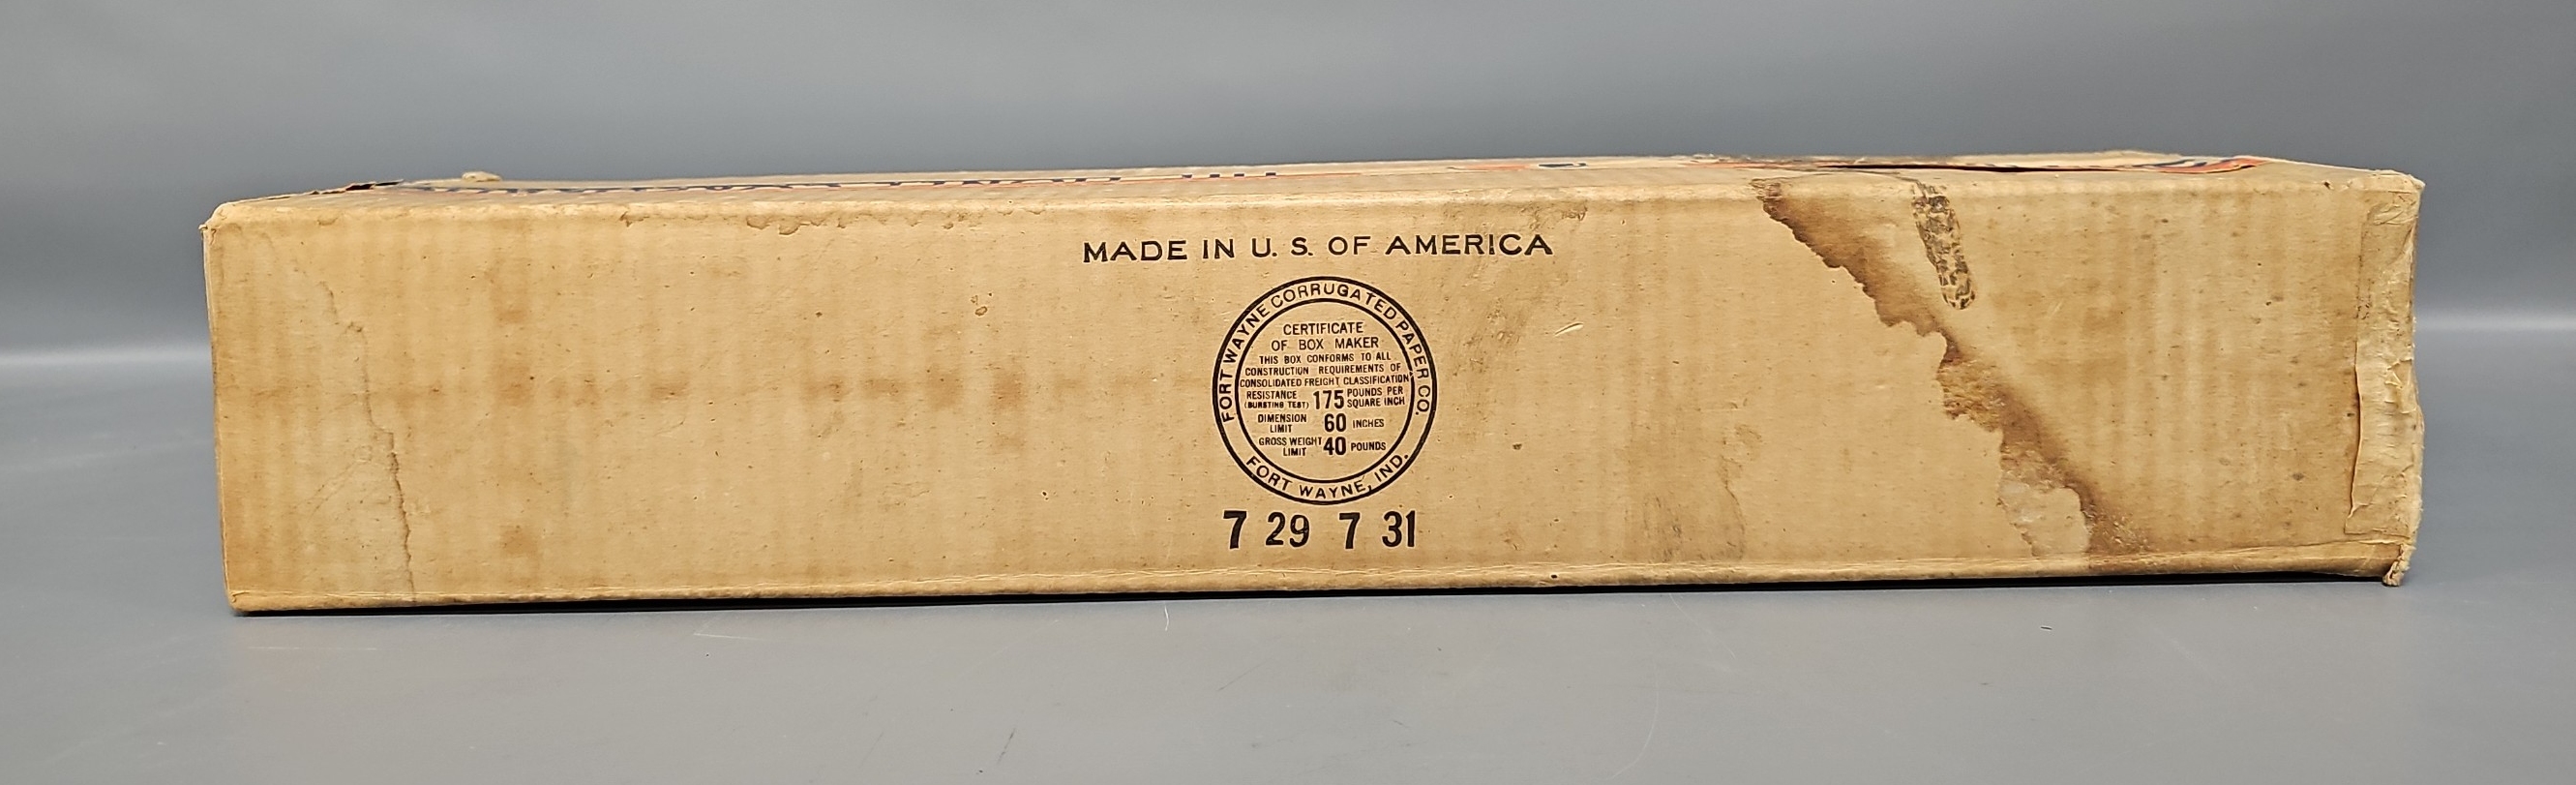 MADE IN U. S. OF AMERICA
FORT WAYNE CORRUGATED PAPER CO.
CERTIFICATE
OF BOX MAKER
THIS BOX CONFORMS TO ALL
CONSTRUCTION REQUIREMENTS OF
CONSOLIDATED FREIGHT CLASSIFICATION
RESISTANCE (BURSTING TEST) 175 POUNDS PER SQUARE INCH
DIMENSION LIMIT 60 INCHES
GROSS WEIGHT LIMIT 40 POUNDS
FORT WAYNE, IND.
7 29 7 31